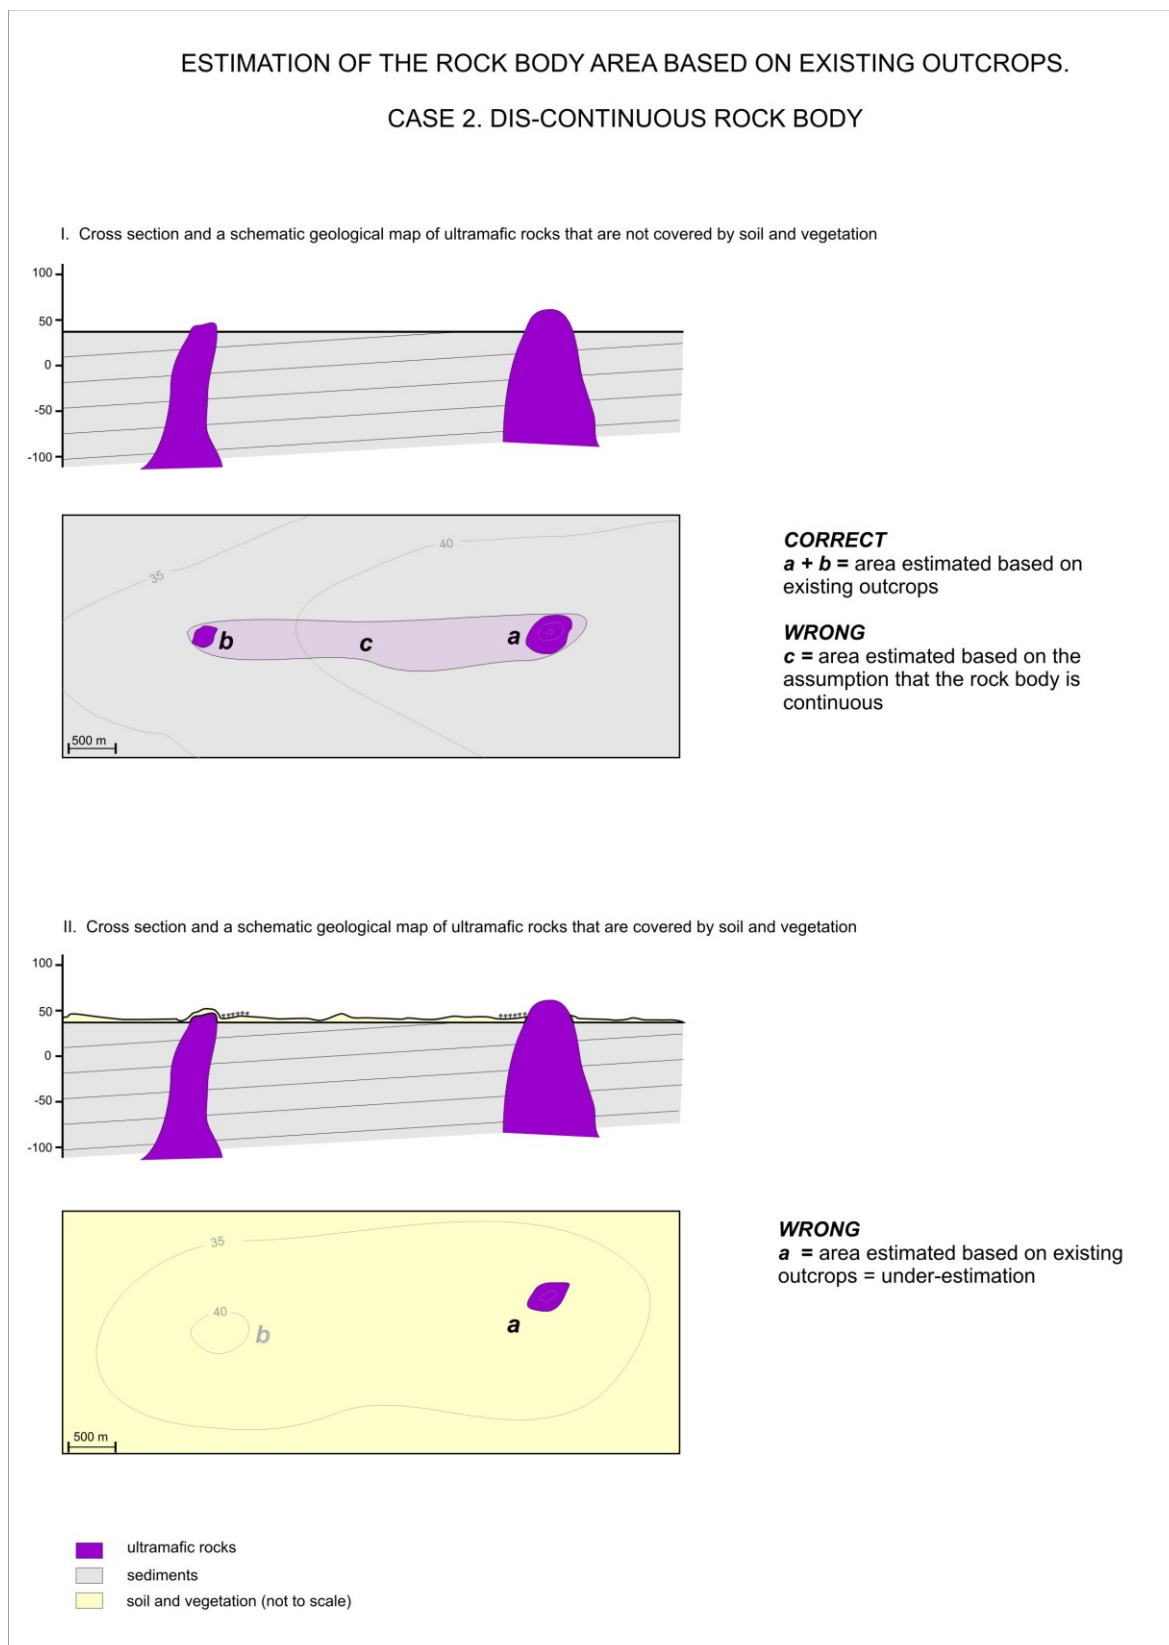 ESTIMATION OF THE ROCK BODY AREA BASED ON EXISTING OUTCROPS.
CASE 2. DIS-CONTINUOUS ROCK BODY
I. Cross section and a schematic geological map of ultramafic rocks that are not covered by soil and vegetation
100
50
0
-50
-100
40
35
b
c
a
500 m
CORRECT
a + b = area estimated based on
existing outcrops
WRONG
c = area estimated based on the
assumption that the rock body is
continuous
II. Cross section and a schematic geological map of ultramafic rocks that are covered by soil and vegetation
100
50
0
-50
-100
35
40
b
a
500 m
WRONG
a = area estimated based on existing
outcrops = under-estimation
ultramafic rocks
sediments
soil and vegetation (not to scale)